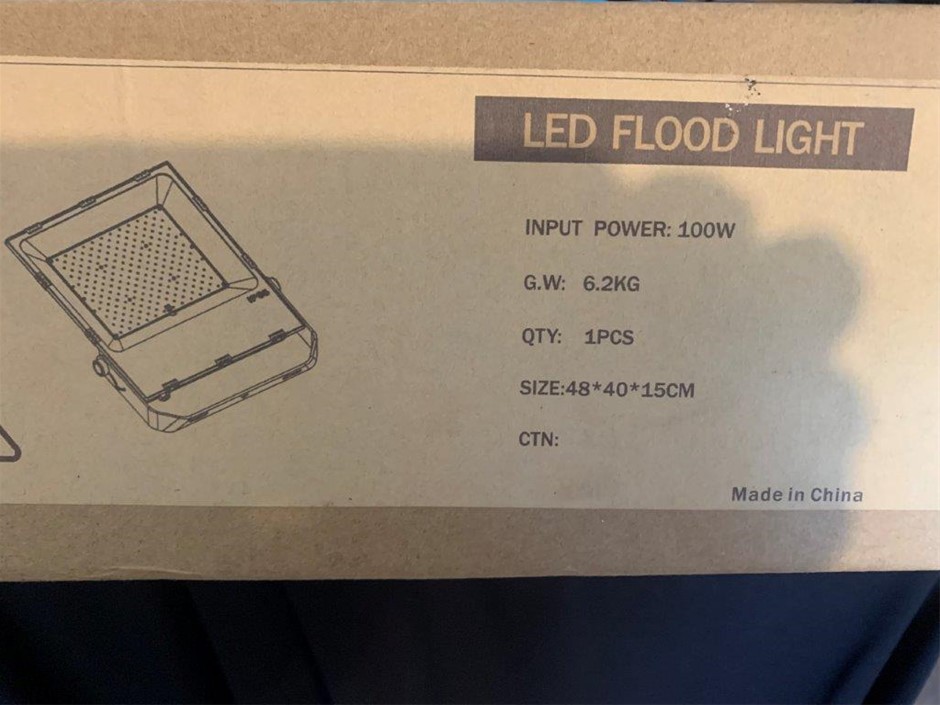 LED FLOOD LIGHT
INPUT POWER: 100W
G.W: 6.2KG
QTY: 1PCS
SIZE:48*40*15CM
CTN:
Made in China